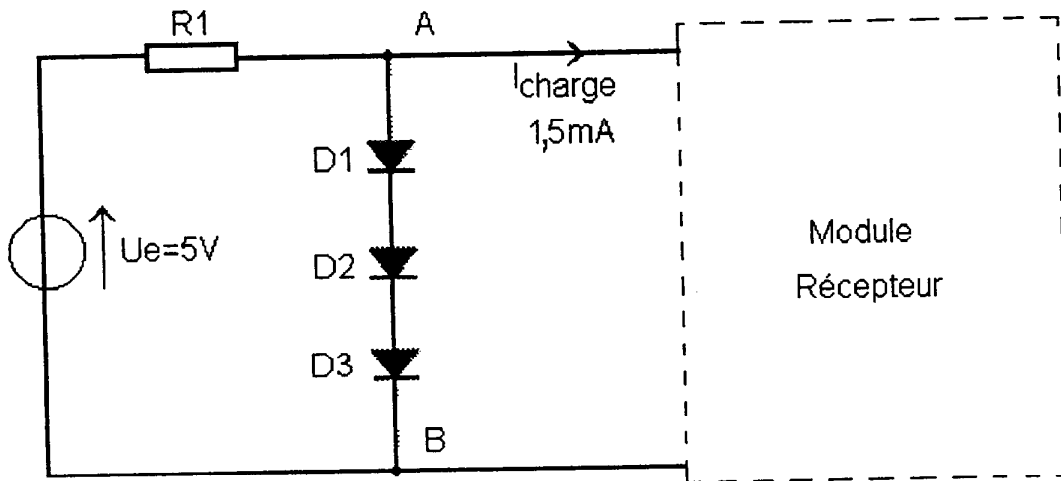 R1
A
Icharge
1,5mA
D1
Ue=5V
D2
D3
B
Module
Récepteur